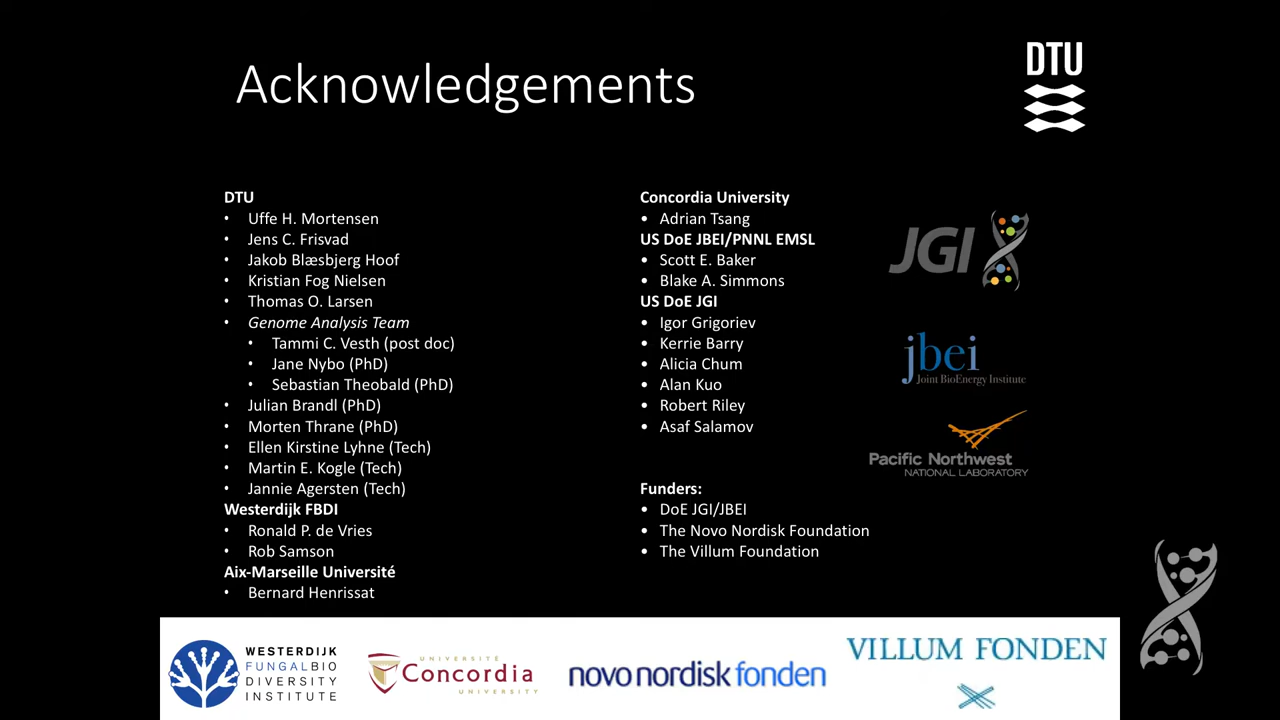 Acknowledgements
DTU
DTU
• Uffe H. Mortensen
• Jens C. Frisvad
• Jakob Blæsbjerg Hoof
• Kristian Fog Nielsen
• Thomas O. Larsen
• Genome Analysis Team
• Tammi C. Vesth (post doc)
• Jane Nybo (PhD)
• Sebastian Theobald (PhD)
• Julian Brandl (PhD)
• Morten Thrane (PhD)
• Ellen Kirstine Lyhne (Tech)
• Martin E. Kogle (Tech)
• Jannie Agersten (Tech)
Westerdijk FBDI
• Ronald P. de Vries
• Rob Samson
Aix-Marseille Université
• Bernard Henrissat
Concordia University
• Adrian Tsang
US DoE JBEI/PNNL EMSL
• Scott E. Baker
• Blake A. Simmons
US DoE JGI
• Igor Grigoriev
• Kerrie Barry
• Alicia Chum
• Alan Kuo
• Robert Riley
• Asaf Salamov
Funders:
• DoE JGI/JBEI
• The Novo Nordisk Foundation
• The Villum Foundation
JGI
jbei
Joint BioEnergy Institute
Pacific Northwest
NATIONAL LABORATORY
WESTERDIJK
FUNGALBIO
DIVERSITY
INSTITUTE
UNIVERSITÉ
Concordia
UNIVERSITY
novo nordisk fonden
VILLUM FONDEN